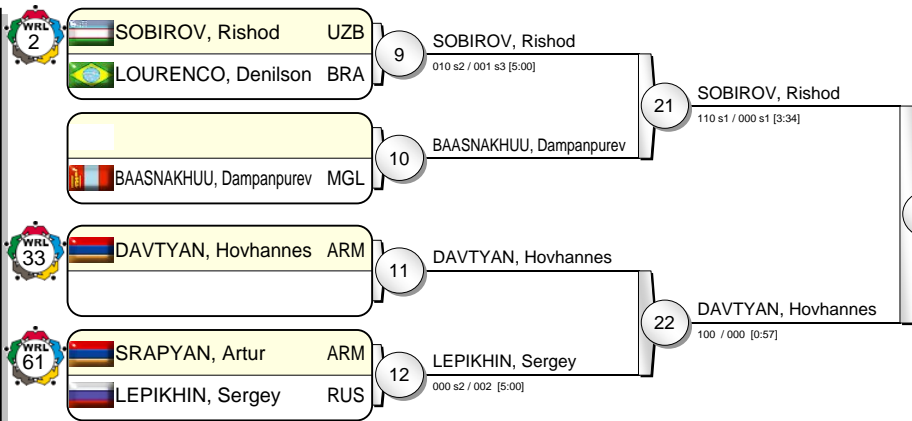 WRL
2
SOBIROV, Rishod UZB
LOURENCO, Denilson BRA
9
SOBIROV, Rishod
010 s2 / 001 s3 [5:00]
BAASNAKHUU, Dampanpurev MGL
10
BAASNAKHUU, Dampanpurev
21
SOBIROV, Rishod
110 s1 / 000 s1 [3:34]
WRL
33
DAVTYAN, Hovhannes ARM
11
DAVTYAN, Hovhannes
WRL
61
SRAPYAN, Artur ARM
LEPIKHIN, Sergey RUS
12
LEPIKHIN, Sergey
000 s2 / 002 [5:00]
22
DAVTYAN, Hovhannes
100 / 000 [0:57]